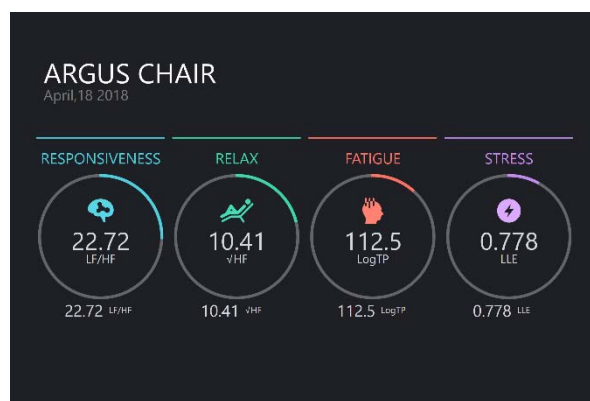 ARGUS CHAIR
April,18 2018
RESPONSIVENESS
22.72
LF/HF
22.72 LF/HF
RELAX
10.41
√HF
10.41 √HF
FATIGUE
112.5
LogTP
112.5 LogTP
STRESS
0.778
LLE
0.778 LLE